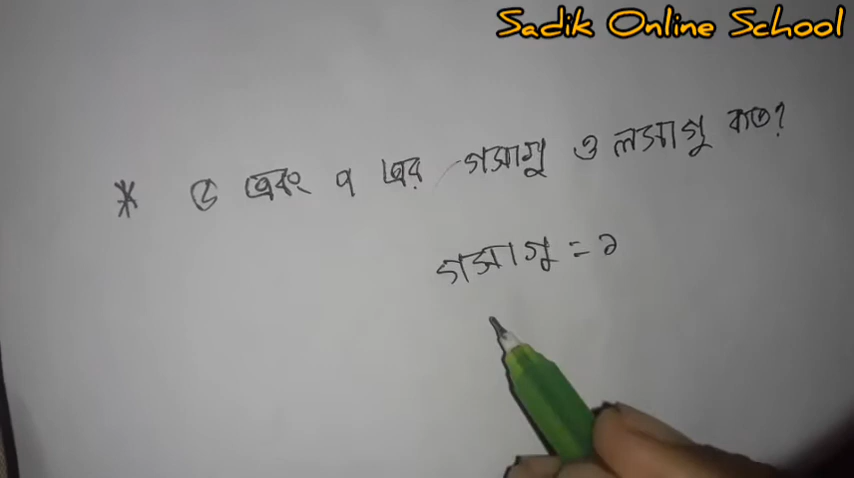 Sadik Online School
* ৫ এবং ৭ এর গসাগু ও লসাগু কত?
গসাগু = ১